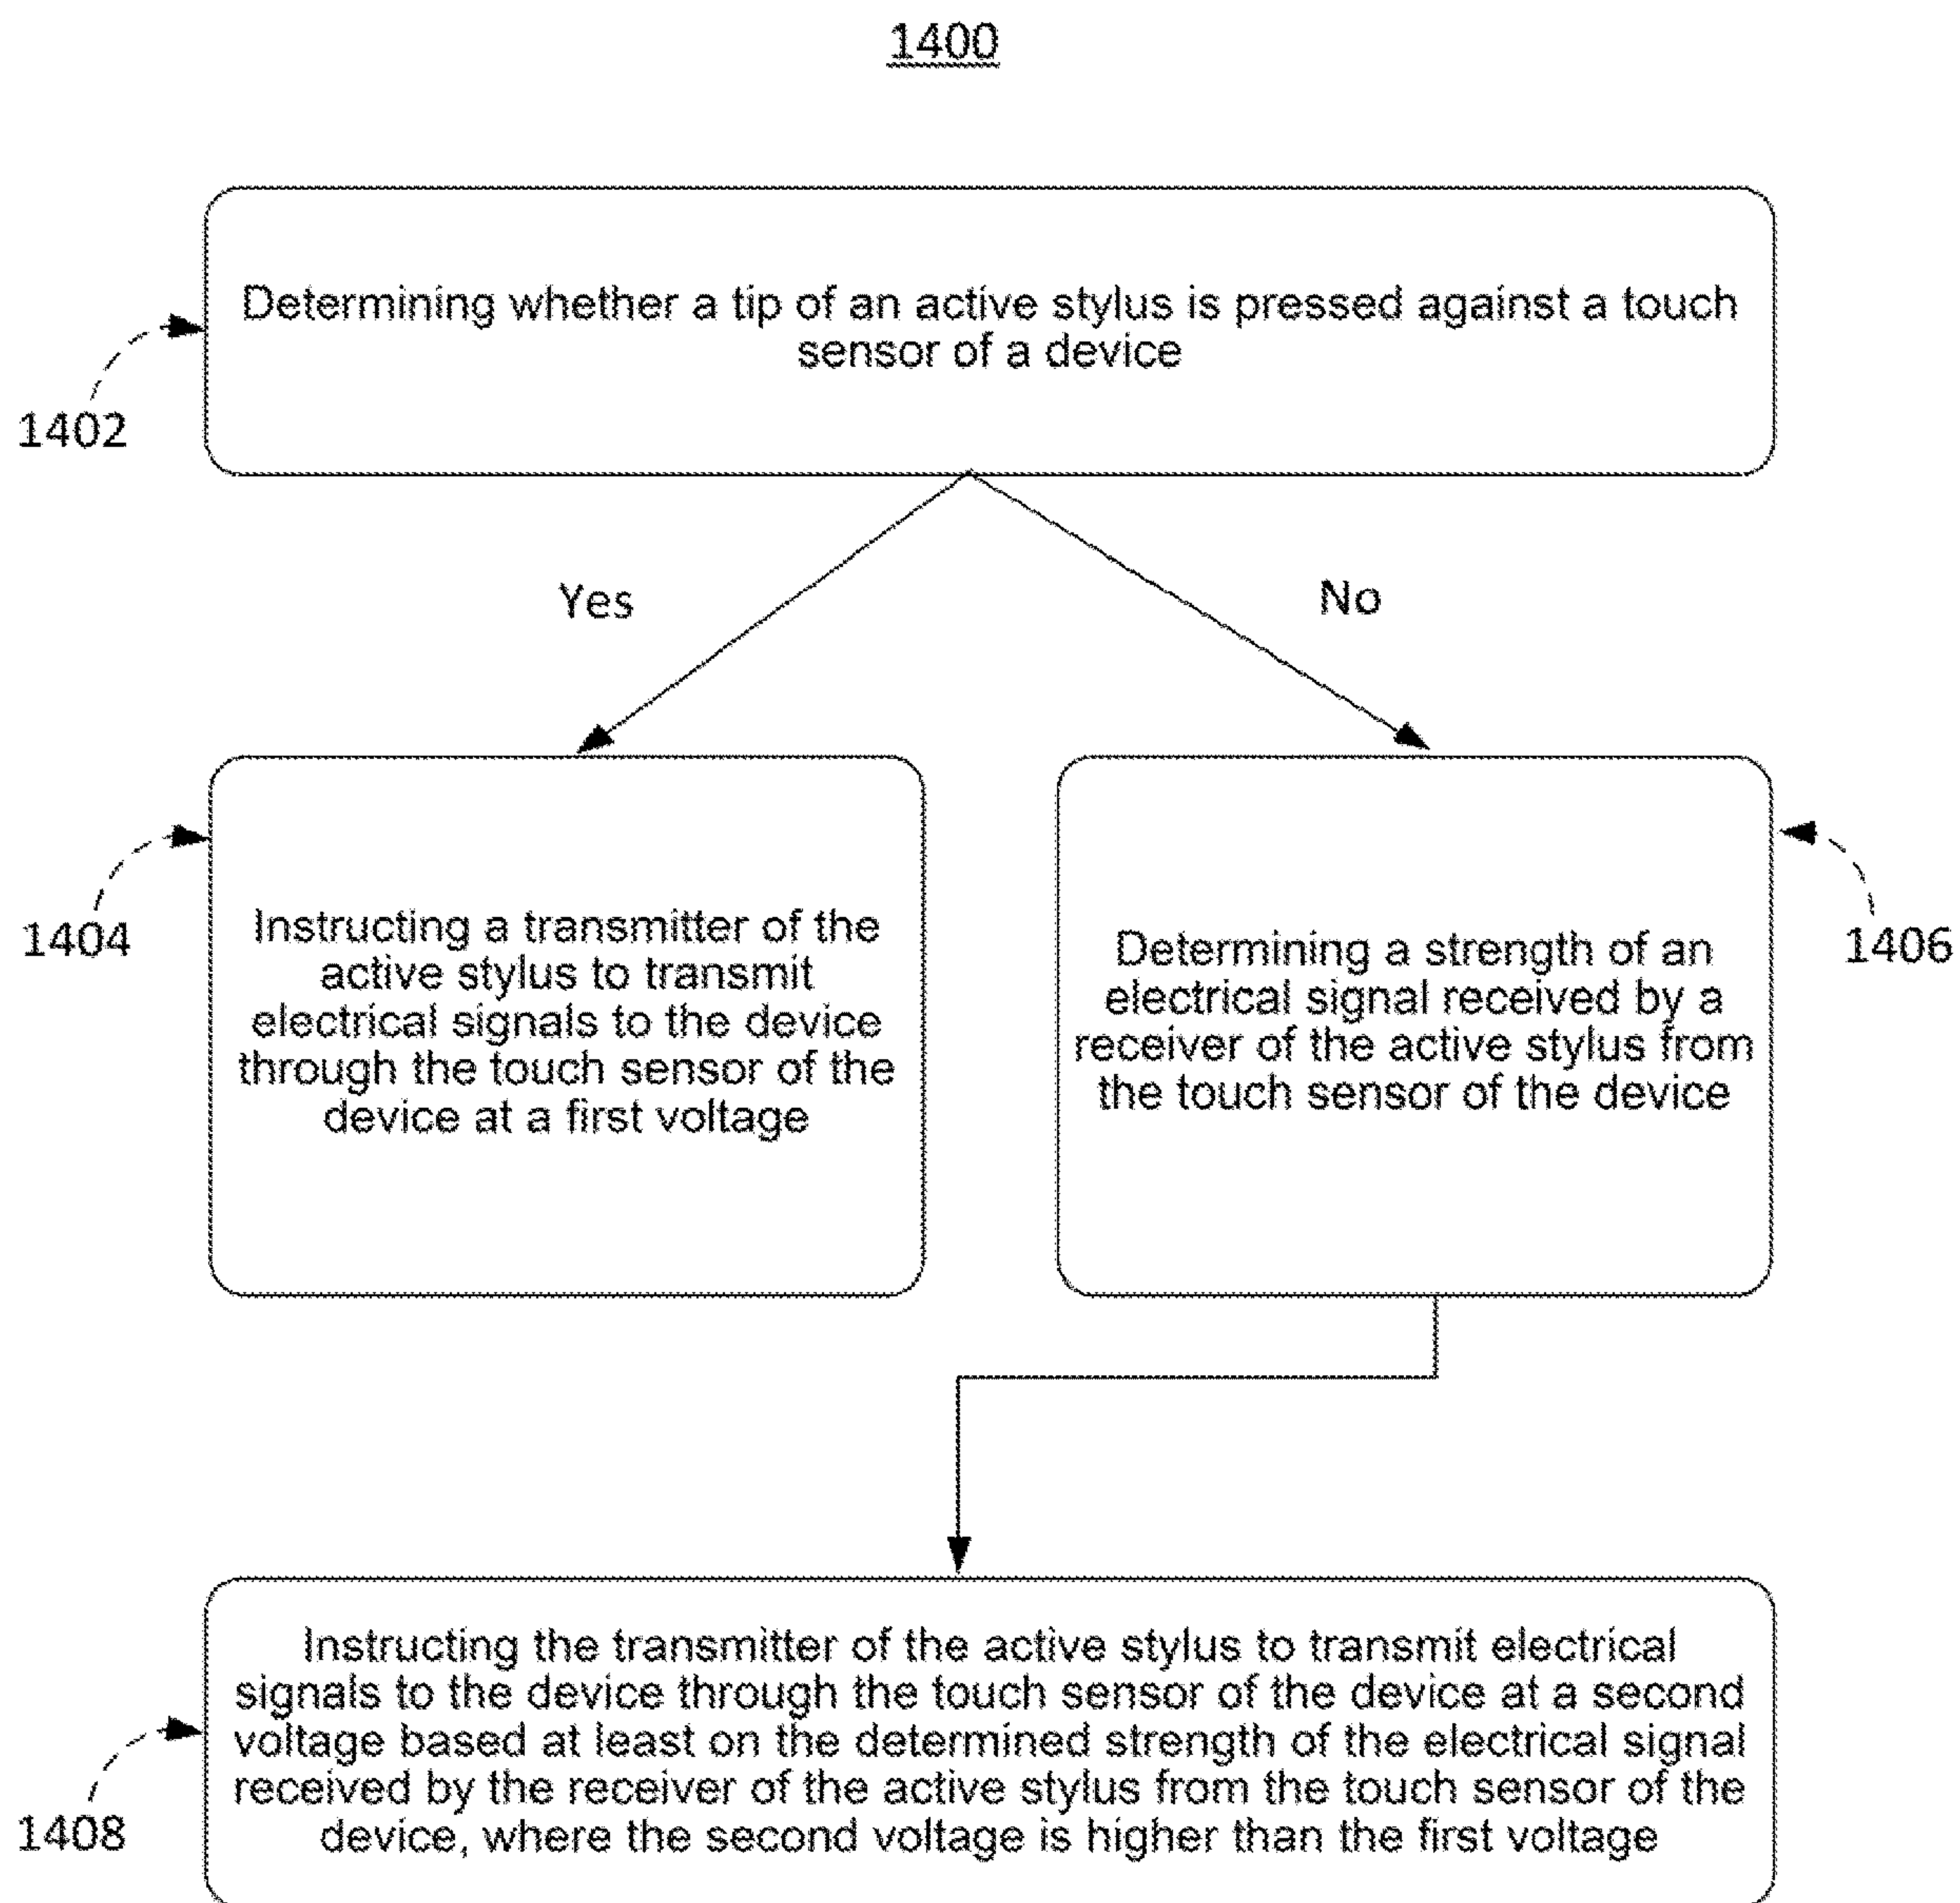 1400
Determining whether a tip of an active stylus is pressed against a touch
sensor of a device
1402
Yes
No
Instructing a transmitter of the
active stylus to transmit
electrical signals to the device
through the touch sensor of the
device at a first voltage
1404
Determining a strength of an
electrical signal received by a
receiver of the active stylus from
the touch sensor of the device
1406
Instructing the transmitter of the active stylus to transmit electrical
signals to the device through the touch sensor of the device at a second
voltage based at least on the determined strength of the electrical signal
received by the receiver of the active stylus from the touch sensor of the
device, where the second voltage is higher than the first voltage
1408